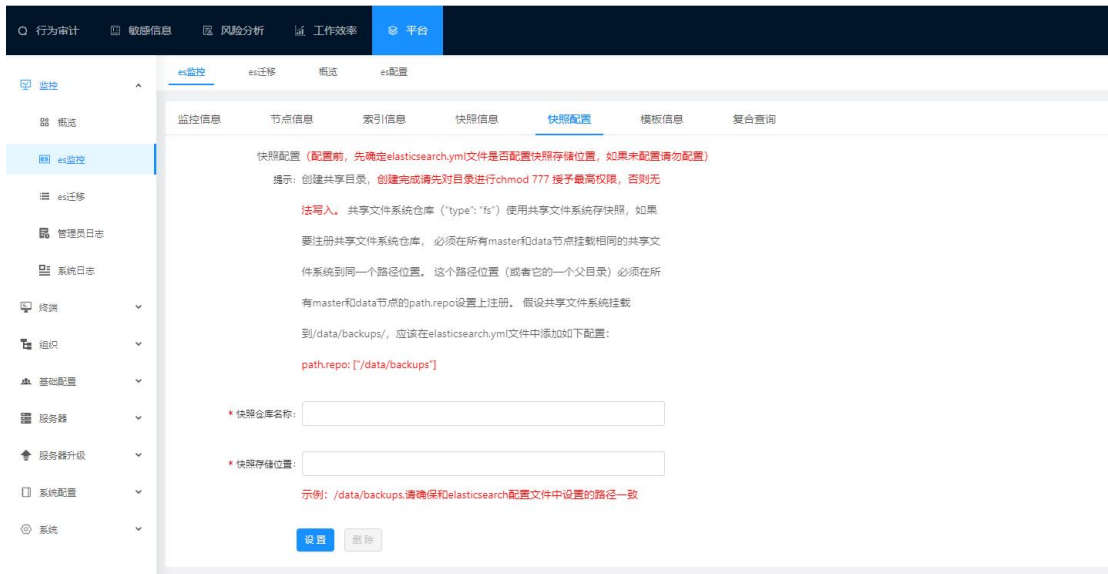 行为审计 敏感信息 风险分析 工作效率 平台
监控
概览
es监控
es迁移
管理员日志
系统日志
终端
组织
基础配置
服务器
服务器升级
系统配置
系统
es监控 es迁移 概览 es配置
监控信息 节点信息 索引信息 快照信息 快照配置 模板信息 复合查询
快照配置（配置前，先确定elasticsearch.yml文件是否配置快照存储位置，如果未配置请勿配置）
提示: 创建共享目录，创建完成请先对目录进行chmod 777 授予最高权限，否则无
法写入。 共享文件系统仓库（"type": "fs"）使用共享文件系统存快照，如果
要注册共享文件系统仓库， 必须在所有master和data节点挂载相同的共享文
件系统到同一个路径位置。 这个路径位置（或者它的一个父目录）必须在所
有master和data节点的path.repo设置上注册。 假设共享文件系统挂载
到/data/backups/，应该在elasticsearch.yml文件中添加如下配置：
path.repo: ["/data/backups"]
* 快照仓库名称:
* 快照存储位置:
示例：/data/backups,请确保和elasticsearch配置文件中设置的路径一致
设置 删除